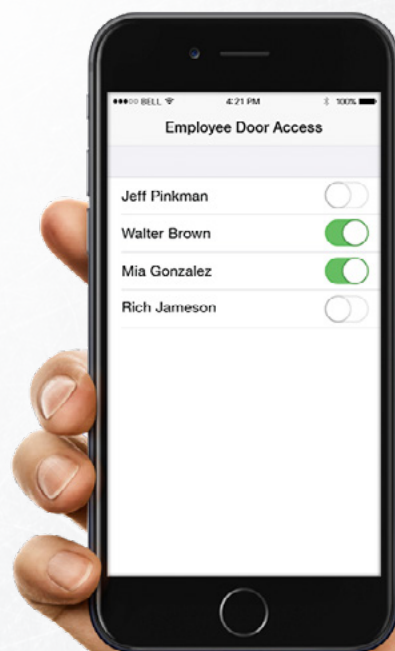 BELL 4:21 PM 100%
Employee Door Access
Jeff Pinkman
Walter Brown
Mia Gonzalez
Rich Jameson